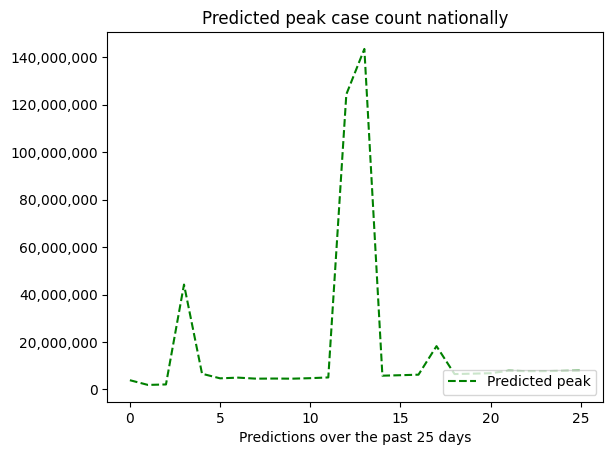 Predicted peak case count nationally
140,000,000
120,000,000
100,000,000
80,000,000
60,000,000
40,000,000
20,000,000
0
Predicted peak
0 5 10 15 20 25
Predictions over the past 25 days